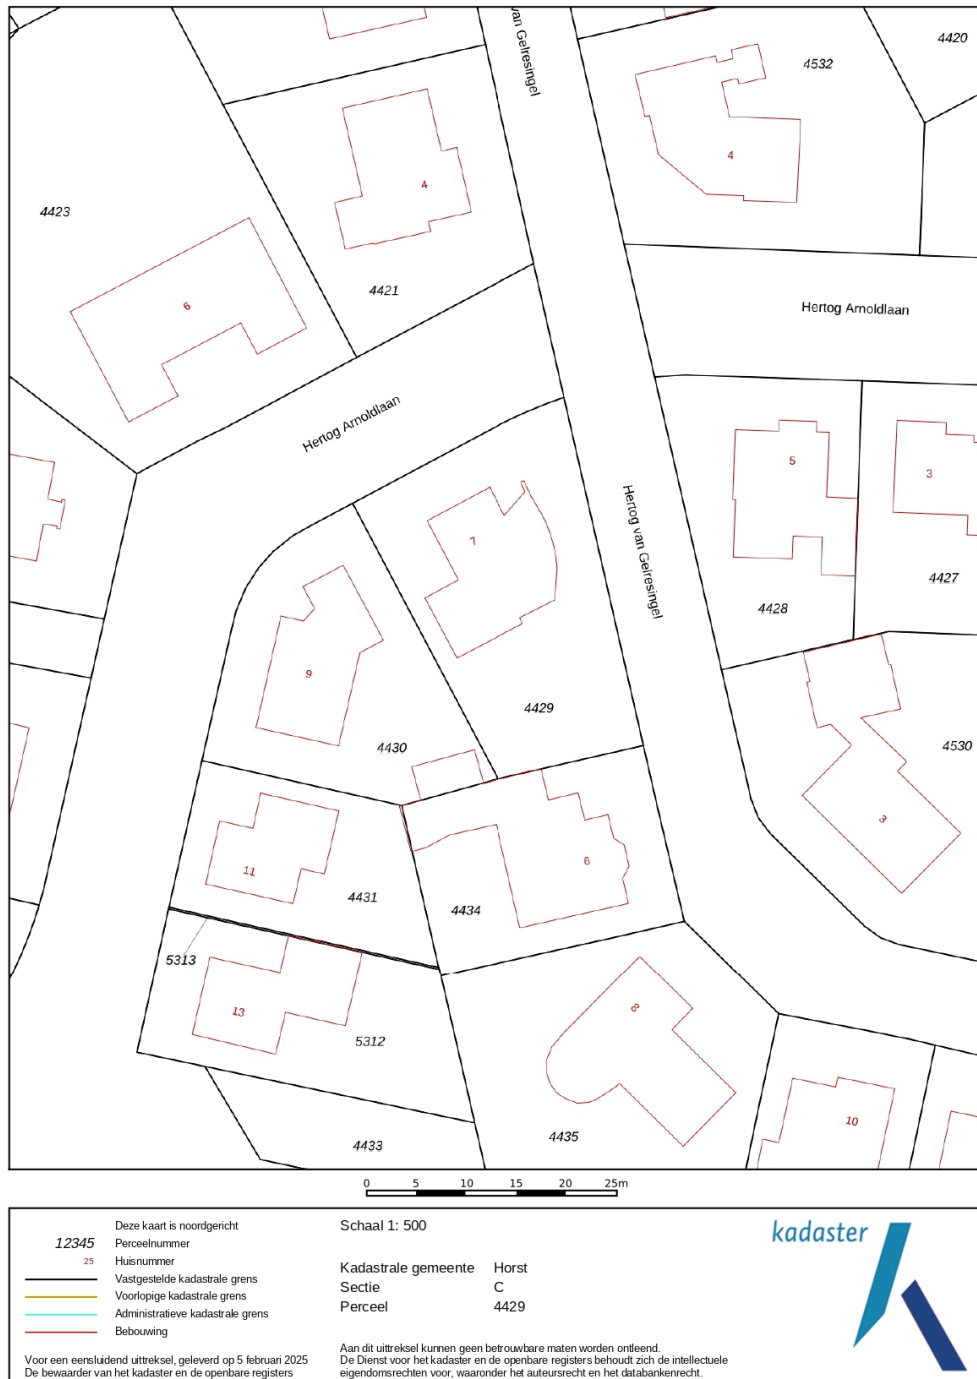 van Gelresingel
4420
4532
4
4
4423
4421
6
Hertog Arnoldlaan
Hertog Arnoldlaan
5
3
Hertog van Gelresingel
7
4427
4428
9
4429
4430
4530
3
6
11
4431
4434
5313
8
13
5312
10
4435
4433
0 5 10 15 20 25m
Deze kaart is noordgericht
12345 Perceelnummer
25 Huisnummer
Vastgestelde kadastrale grens
Voorlopige kadastrale grens
Administratieve kadastrale grens
Bebouwing
Voor een eensluidend uittreksel, geleverd op 5 februari 2025
De bewaarder van het kadaster en de openbare registers
Schaal 1: 500
Kadastrale gemeente Horst
Sectie C
Perceel 4429
Aan dit uittreksel kunnen geen betrouwbare maten worden ontleend.
De Dienst voor het kadaster en de openbare registers behoudt zich de intellectuele
eigendomsrechten voor, waaronder het auteursrecht en het databankenrecht.
kadaster